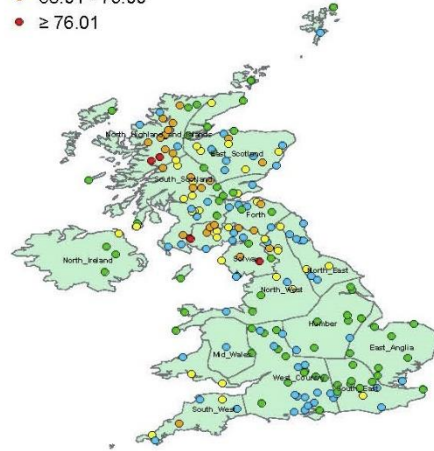 ≥ 76.01
North_Highland_and_Islands
East_Scotland
South_Scotland
Forth
North_Ireland
Solway
North_East
North_West
Humber
East_Anglia
Mid_Wales
West_Country
South_East
South_West